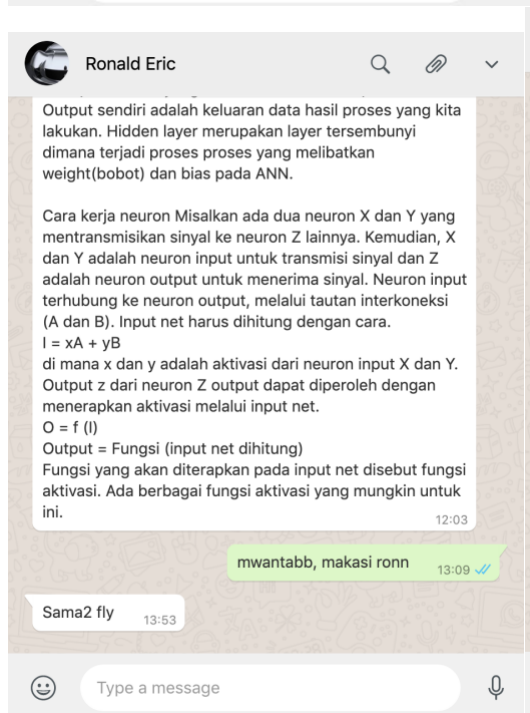 Ronald Eric
Output sendiri adalah keluaran data hasil proses yang kita
lakukan. Hidden layer merupakan layer tersembunyi
dimana terjadi proses proses yang melibatkan
weight(bobot) dan bias pada ANN.
Cara kerja neuron Misalkan ada dua neuron X dan Y yang
mentransmisikan sinyal ke neuron Z lainnya. Kemudian, X
dan Y adalah neuron input untuk transmisi sinyal dan Z
adalah neuron output untuk menerima sinyal. Neuron input
terhubung ke neuron output, melalui tautan interkoneksi
(A dan B). Input net harus dihitung dengan cara.
I = xA + yB
di mana x dan y adalah aktivasi dari neuron input X dan Y.
Output z dari neuron Z output dapat diperoleh dengan
menerapkan aktivasi melalui input net.
O = f (I)
Output = Fungsi (input net dihitung)
Fungsi yang akan diterapkan pada input net disebut fungsi
aktivasi. Ada berbagai fungsi aktivasi yang mungkin untuk
ini.
12:03
mwantabb, makasi ronn 13:09
Sama2 fly 13:53
Type a message